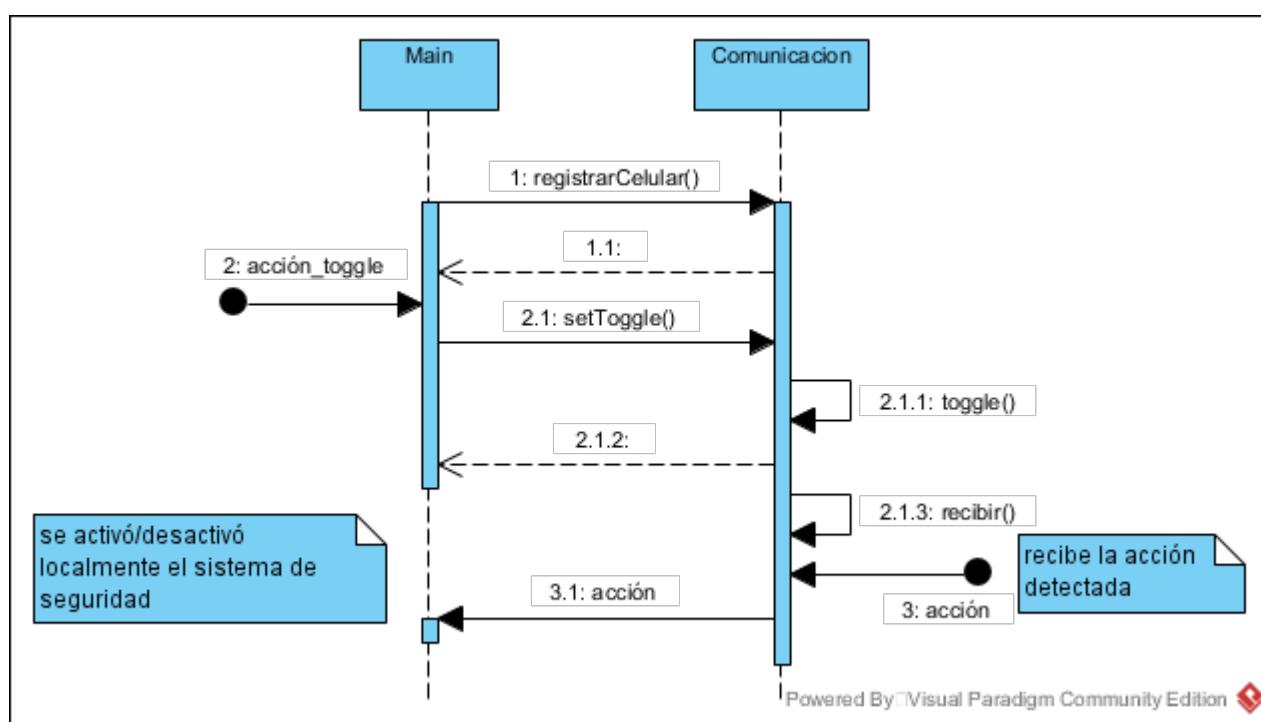 Main
Comunicacion
1: registrarCelular()
1.1:
2: acción_toggle
2.1: setToggle()
2.1.1: toggle()
2.1.2:
2.1.3: recibir()
se activó/desactivó
localmente el sistema de
seguridad
recibe la acción
detectada
3.1: acción
3: acción
Powered By Visual Paradigm Community Edition